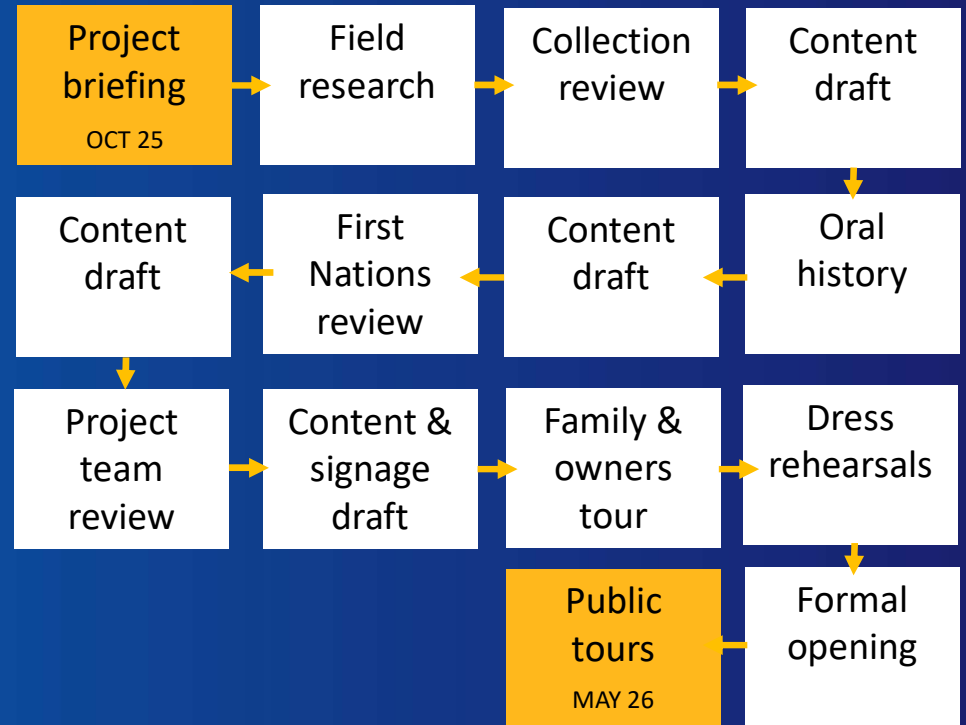 Project
briefing
OCT 25
Field
research
Collection
review
Content
draft
Oral
history
Content
draft
First
Nations
review
Content
draft
Project
team
review
Content &
signage
draft
Family &
owners
tour
Dress
rehearsals
Formal
opening
Public
tours
MAY 26